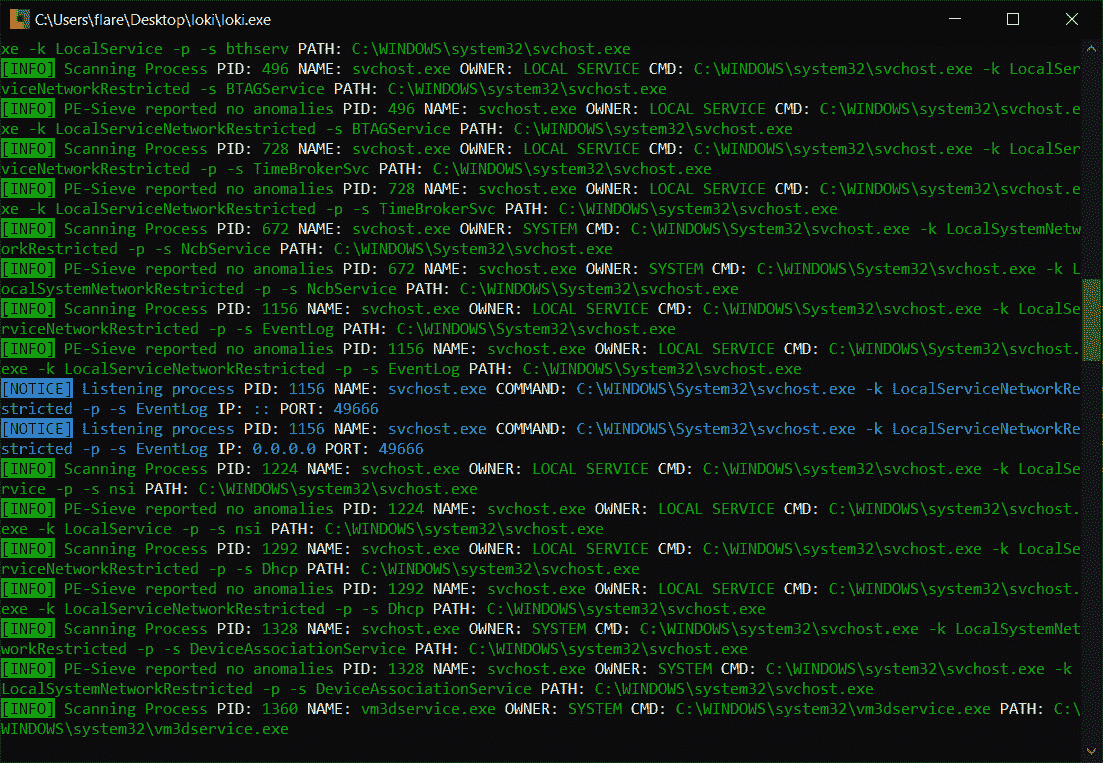 C:\Users\flare\Desktop\loki\loki.exe
xe -k LocalService -p -s bthserv PATH: C:\WINDOWS\system32\svchost.exe
[INFO] Scanning Process PID: 496 NAME: svchost.exe OWNER: LOCAL SERVICE CMD: C:\WINDOWS\system32\svchost.exe -k LocalSer
viceNetworkRestricted -s BTAGService PATH: C:\WINDOWS\system32\svchost.exe
[INFO] PE-Sieve reported no anomalies PID: 496 NAME: svchost.exe OWNER: LOCAL SERVICE CMD: C:\WINDOWS\system32\svchost.e
xe -k LocalServiceNetworkRestricted -s BTAGService PATH: C:\WINDOWS\system32\svchost.exe
[INFO] Scanning Process PID: 728 NAME: svchost.exe OWNER: LOCAL SERVICE CMD: C:\WINDOWS\system32\svchost.exe -k LocalSer
viceNetworkRestricted -p -s TimeBrokerSvc PATH: C:\WINDOWS\system32\svchost.exe
[INFO] PE-Sieve reported no anomalies PID: 728 NAME: svchost.exe OWNER: LOCAL SERVICE CMD: C:\WINDOWS\system32\svchost.e
xe -k LocalServiceNetworkRestricted -p -s TimeBrokerSvc PATH: C:\WINDOWS\system32\svchost.exe
[INFO] Scanning Process PID: 672 NAME: svchost.exe OWNER: SYSTEM CMD: C:\WINDOWS\System32\svchost.exe -k LocalSystemNetw
orkRestricted -p -s NcbService PATH: C:\WINDOWS\System32\svchost.exe
[INFO] PE-Sieve reported no anomalies PID: 672 NAME: svchost.exe OWNER: SYSTEM CMD: C:\WINDOWS\System32\svchost.exe -k L
ocalSystemNetworkRestricted -p -s NcbService PATH: C:\WINDOWS\System32\svchost.exe
[INFO] Scanning Process PID: 1156 NAME: svchost.exe OWNER: LOCAL SERVICE CMD: C:\WINDOWS\System32\svchost.exe -k LocalSe
rviceNetworkRestricted -p -s EventLog PATH: C:\WINDOWS\System32\svchost.exe
[INFO] PE-Sieve reported no anomalies PID: 1156 NAME: svchost.exe OWNER: LOCAL SERVICE CMD: C:\WINDOWS\System32\svchost.
exe -k LocalServiceNetworkRestricted -p -s EventLog PATH: C:\WINDOWS\System32\svchost.exe
[NOTICE] Listening process PID: 1156 NAME: svchost.exe COMMAND: C:\WINDOWS\System32\svchost.exe -k LocalServiceNetworkRe
stricted -p -s EventLog IP: :: PORT: 49666
[NOTICE] Listening process PID: 1156 NAME: svchost.exe COMMAND: C:\WINDOWS\System32\svchost.exe -k LocalServiceNetworkRe
stricted -p -s EventLog IP: 0.0.0.0 PORT: 49666
[INFO] Scanning Process PID: 1224 NAME: svchost.exe OWNER: LOCAL SERVICE CMD: C:\WINDOWS\system32\svchost.exe -k LocalSe
rvice -p -s nsi PATH: C:\WINDOWS\system32\svchost.exe
[INFO] PE-Sieve reported no anomalies PID: 1224 NAME: svchost.exe OWNER: LOCAL SERVICE CMD: C:\WINDOWS\system32\svchost.
exe -k LocalService -p -s nsi PATH: C:\WINDOWS\system32\svchost.exe
[INFO] Scanning Process PID: 1292 NAME: svchost.exe OWNER: LOCAL SERVICE CMD: C:\WINDOWS\system32\svchost.exe -k LocalSe
rviceNetworkRestricted -p -s Dhcp PATH: C:\WINDOWS\system32\svchost.exe
[INFO] PE-Sieve reported no anomalies PID: 1292 NAME: svchost.exe OWNER: LOCAL SERVICE CMD: C:\WINDOWS\system32\svchost.
exe -k LocalServiceNetworkRestricted -p -s Dhcp PATH: C:\WINDOWS\system32\svchost.exe
[INFO] Scanning Process PID: 1328 NAME: svchost.exe OWNER: SYSTEM CMD: C:\WINDOWS\system32\svchost.exe -k LocalSystemNet
workRestricted -p -s DeviceAssociationService PATH: C:\WINDOWS\system32\svchost.exe
[INFO] PE-Sieve reported no anomalies PID: 1328 NAME: svchost.exe OWNER: SYSTEM CMD: C:\WINDOWS\system32\svchost.exe -k
LocalSystemNetworkRestricted -p -s DeviceAssociationService PATH: C:\WINDOWS\system32\svchost.exe
[INFO] Scanning Process PID: 1360 NAME: vm3dservice.exe OWNER: SYSTEM CMD: C:\WINDOWS\system32\vm3dservice.exe PATH: C:\
WINDOWS\system32\vm3dservice.exe